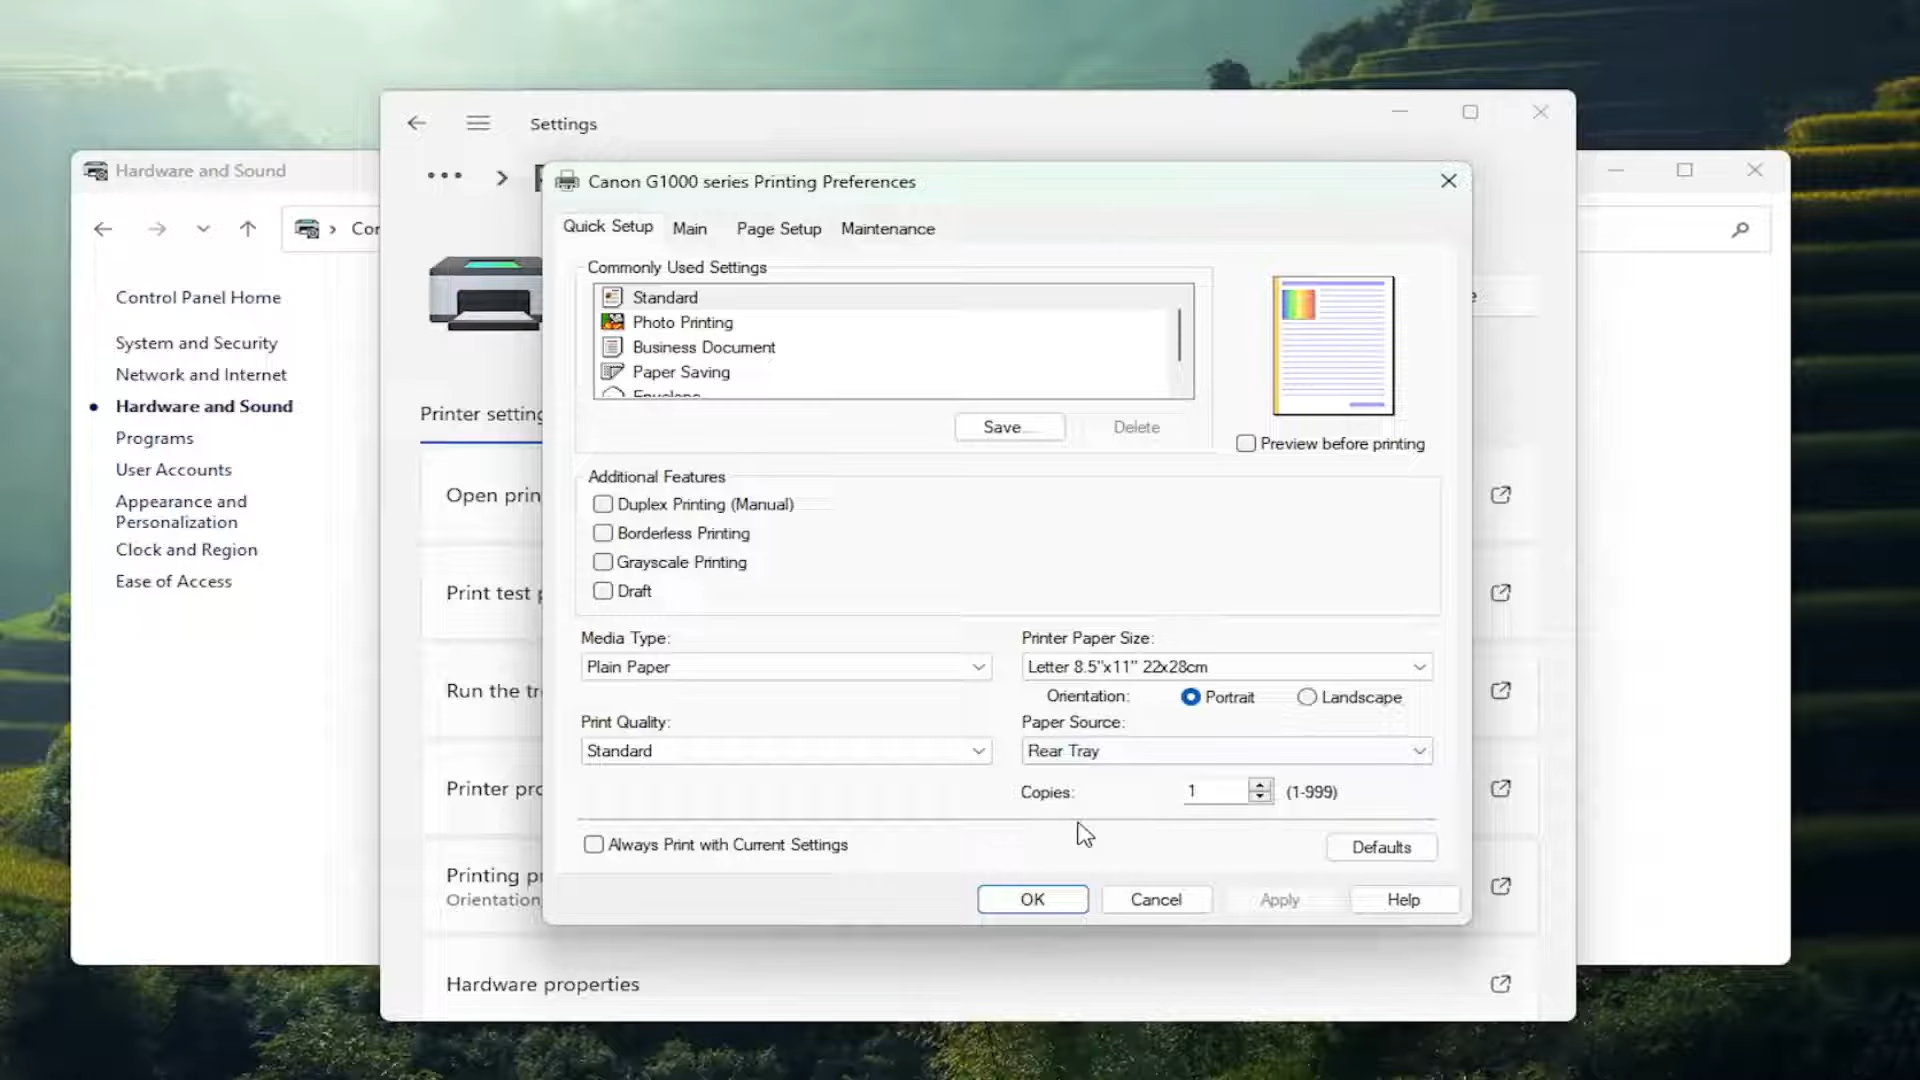 Settings
Hardware and Sound
Canon G1000 series Printing Preferences
Quick Setup
Main
Page Setup
Maintenance
Control Panel Home
System and Security
Network and Internet
Hardware and Sound
Programs
User Accounts
Appearance and
Personalization
Clock and Region
Ease of Access
Commonly Used Settings
Standard
Photo Printing
Business Document
Paper Saving
Envelope
Save...
Delete
Preview before printing
Additional Features
Duplex Printing (Manual)
Borderless Printing
Grayscale Printing
Draft
Media Type:
Plain Paper
Printer Paper Size:
Letter 8.5"x11" 22x28cm
Orientation:
Portrait
Landscape
Print Quality:
Standard
Paper Source:
Rear Tray
Copies:
1
(1-999)
Always Print with Current Settings
Defaults
OK
Cancel
Apply
Help
Printer setting
Open prin
Print test p
Run the tr
Printer pro
Printing pr
Orientation,
Hardware properties